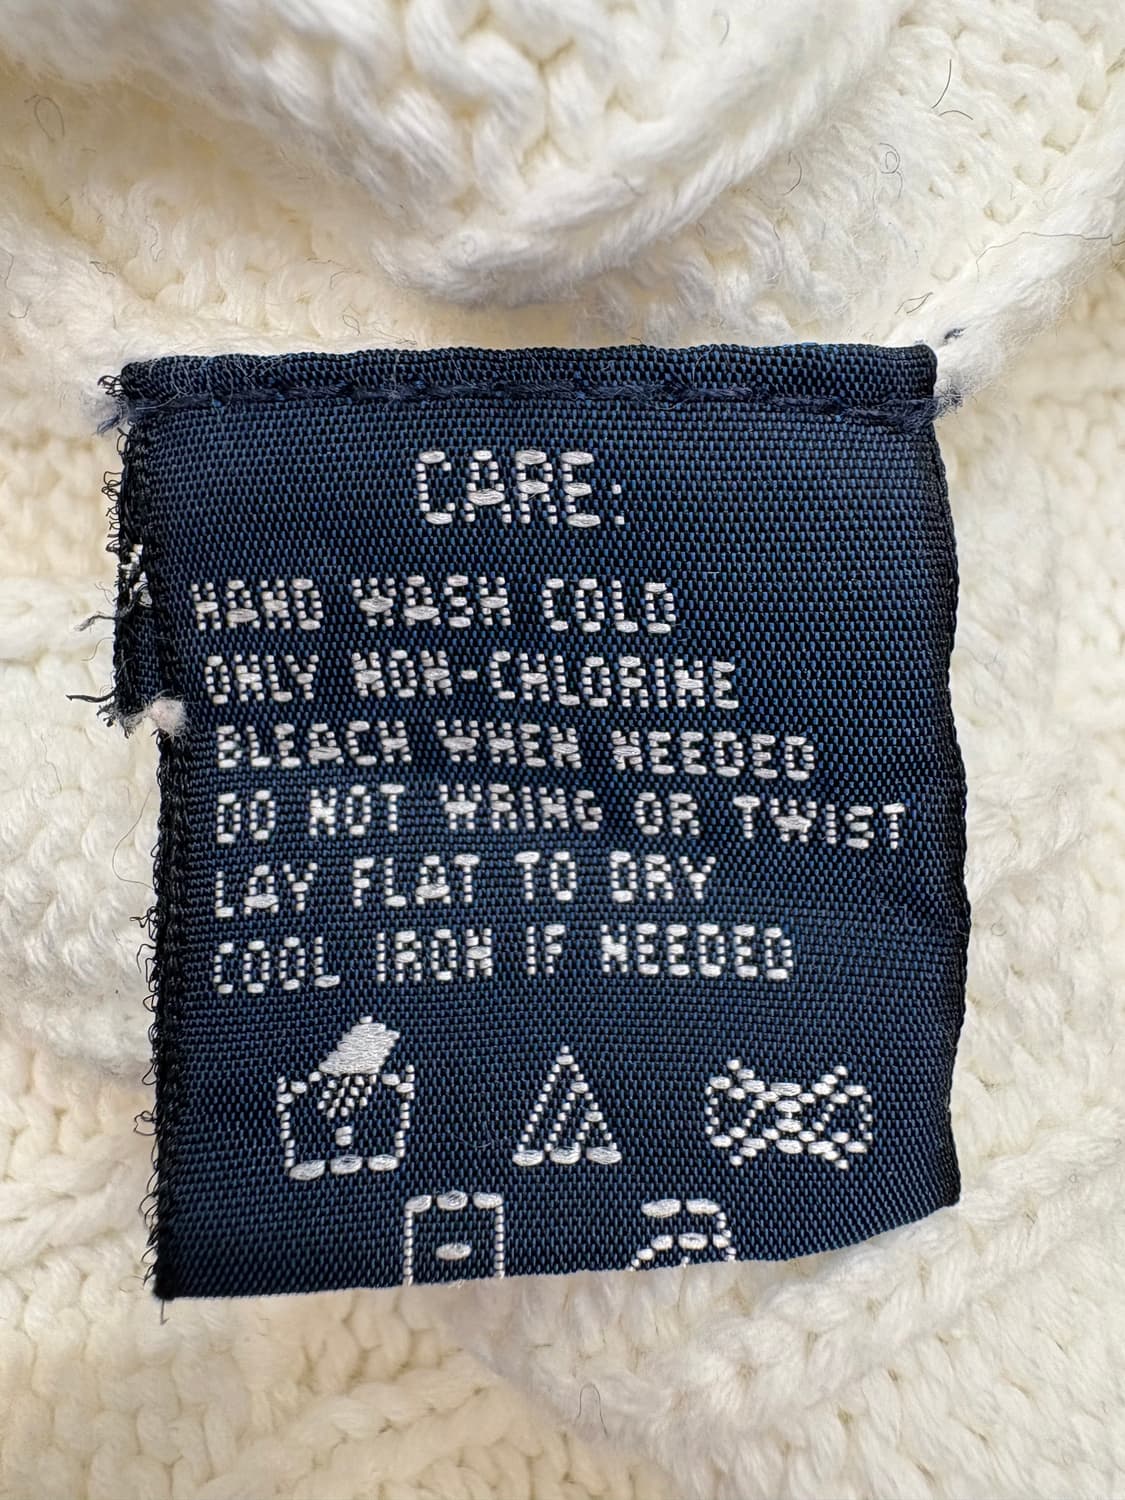 CARE:
HAND WASH COLD
ONLY NON-CHLORINE
BLEACH WHEN NEEDED
DO NOT WRING OR TWIST
LAY FLAT TO DRY
COOL IRON IF NEEDED